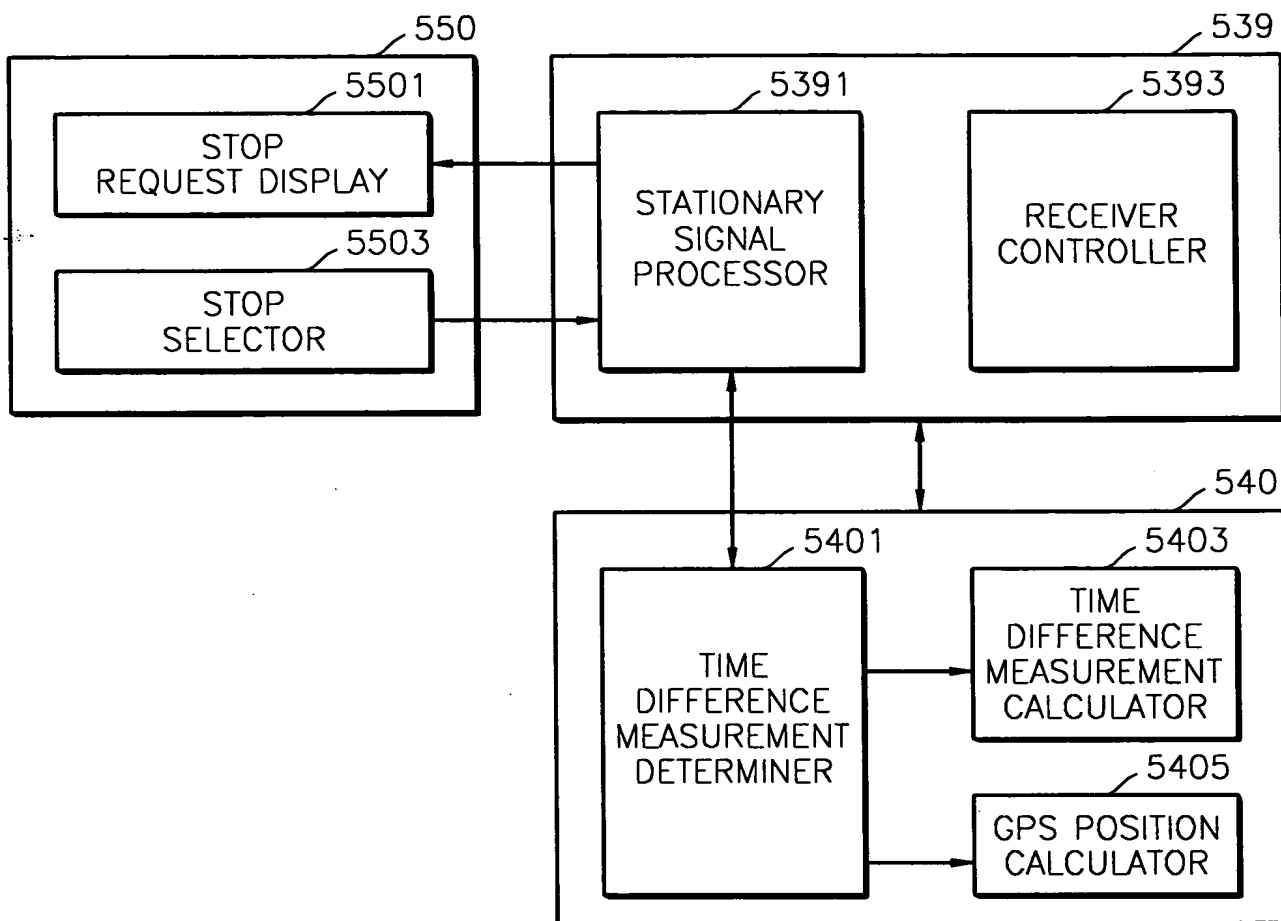 550
5501
STOP
REQUEST DISPLAY
5503
STOP
SELECTOR
539
5391
STATIONARY
SIGNAL
PROCESSOR
5393
RECEIVER
CONTROLLER
540
5401
TIME
DIFFERENCE
MEASUREMENT
DETERMINER
5403
TIME
DIFFERENCE
MEASUREMENT
CALCULATOR
5405
GPS POSITION
CALCULATOR